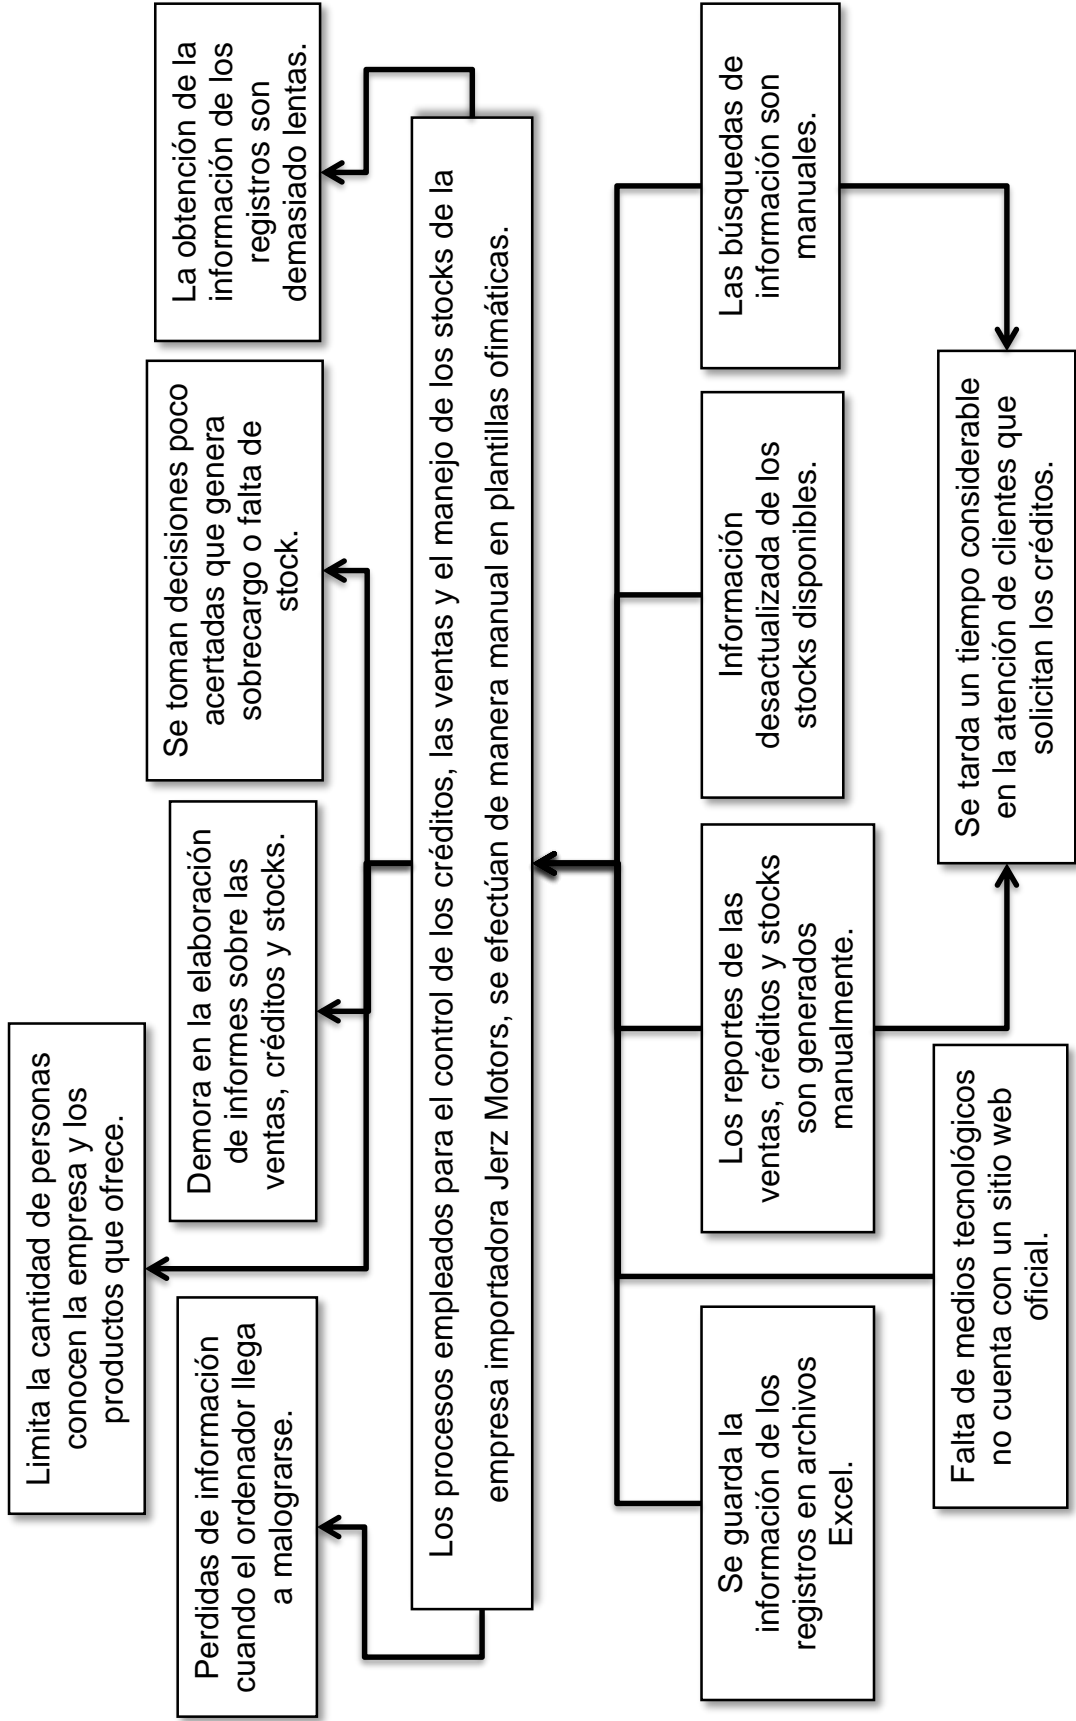 Limita la cantidad de personas
conocen la empresa y los
productos que ofrece.
Perdidas de información
cuando el ordenador llega
a malograrse.
Demora en la elaboración
de informes sobre las
ventas, créditos y stocks.
Se toman decisiones poco
acertadas que genera
sobrecargo o falta de
stock.
La obtención de la
información de los
registros son
demasiado lentas.
Los procesos empleados para el control de los créditos, las ventas y el manejo de los stocks de la
empresa importadora Jerz Motors, se efectúan de manera manual en plantillas ofimáticas.
Se guarda la
información de los
registros en archivos
Excel.
Los reportes de las
ventas, créditos y stocks
son generados
manualmente.
Información
desactualizada de los
stocks disponibles.
Las búsquedas de
información son
manuales.
Falta de medios tecnológicos
no cuenta con un sitio web
oficial.
Se tarda un tiempo considerable
en la atención de clientes que
solicitan los créditos.